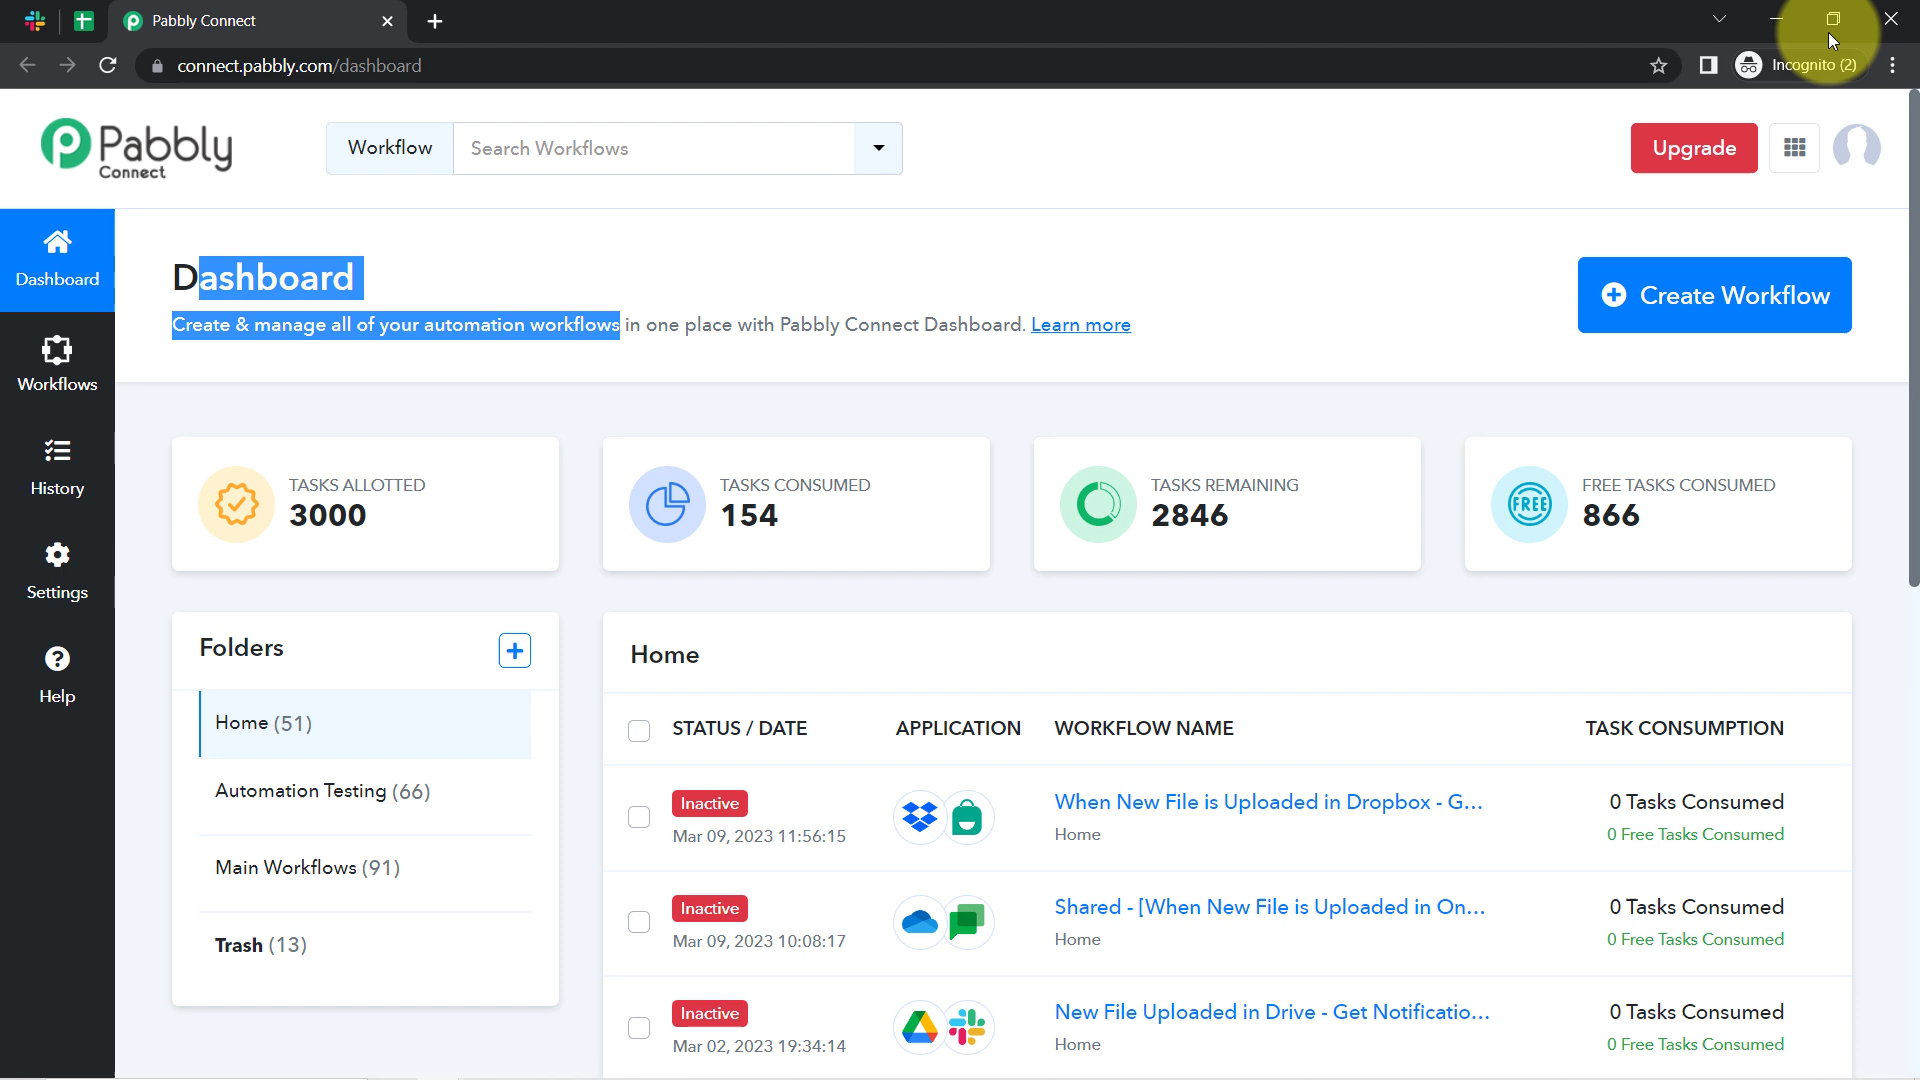 Pabbly Connect
connect.pabbly.com/dashboard
Incognito (2)
Pabbly
Connect
Workflow
Search Workflows
Upgrade
Dashboard
Workflows
History
Settings
Help
Dashboard
Create & manage all of your automation workflows in one place with Pabbly Connect Dashboard. Learn more
Create Workflow
TASKS ALLOTTED
3000
TASKS CONSUMED
154
TASKS REMAINING
2846
FREE
FREE TASKS CONSUMED
866
Folders
Home (51)
Automation Testing (66)
Main Workflows (91)
Trash (13)
Home
STATUS / DATE APPLICATION WORKFLOW NAME TASK CONSUMPTION
Inactive
Mar 09, 2023 11:56:15
When New File is Uploaded in Dropbox - G...
Home
0 Tasks Consumed
0 Free Tasks Consumed
Inactive
Mar 09, 2023 10:08:17
Shared - [When New File is Uploaded in On...
Home
0 Tasks Consumed
0 Free Tasks Consumed
Inactive
Mar 02, 2023 19:34:14
New File Uploaded in Drive - Get Notificatio...
Home
0 Tasks Consumed
0 Free Tasks Consumed